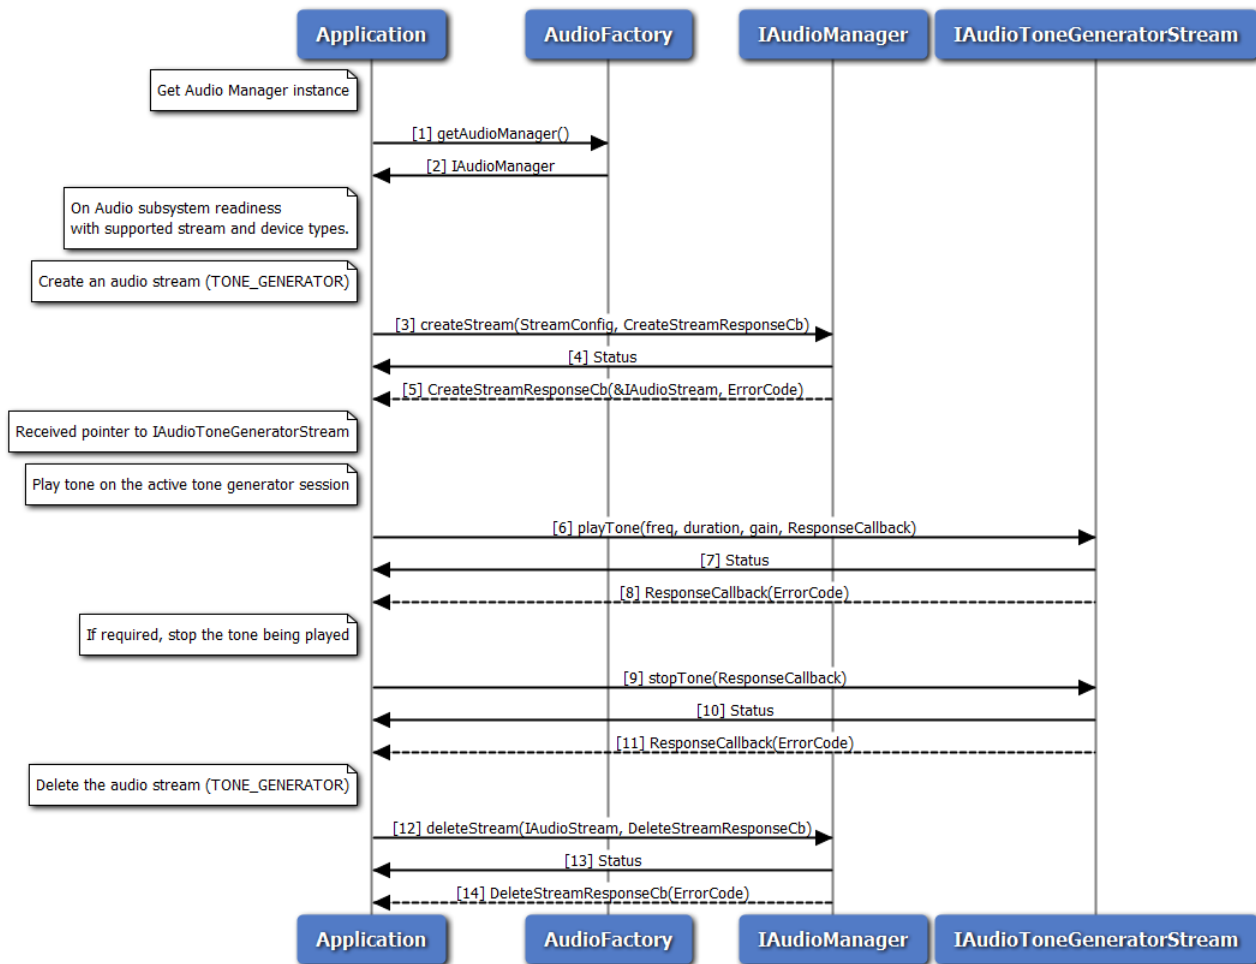 Application
AudioFactory
IAudioManager
IAudioToneGeneratorStream
Get Audio Manager instance
[1] getAudioManager()
[2] IAudioManager
On Audio subsystem readiness
with supported stream and device types.
Create an audio stream (TONE_GENERATOR)
[3] createStream(StreamConfig, CreateStreamResponseCb)
[4] Status
[5] CreateStreamResponseCb(&IAudioStream, ErrorCode)
Received pointer to IAudioToneGeneratorStream
Play tone on the active tone generator session
[6] playTone(freq, duration, gain, ResponseCallback)
[7] Status
[8] ResponseCallback(ErrorCode)
If required, stop the tone being played
[9] stopTone(ResponseCallback)
[10] Status
[11] ResponseCallback(ErrorCode)
Delete the audio stream (TONE_GENERATOR)
[12] deleteStream(IAudioStream, DeleteStreamResponseCb)
[13] Status
[14] DeleteStreamResponseCb(ErrorCode)
Application
AudioFactory
IAudioManager
IAudioToneGeneratorStream